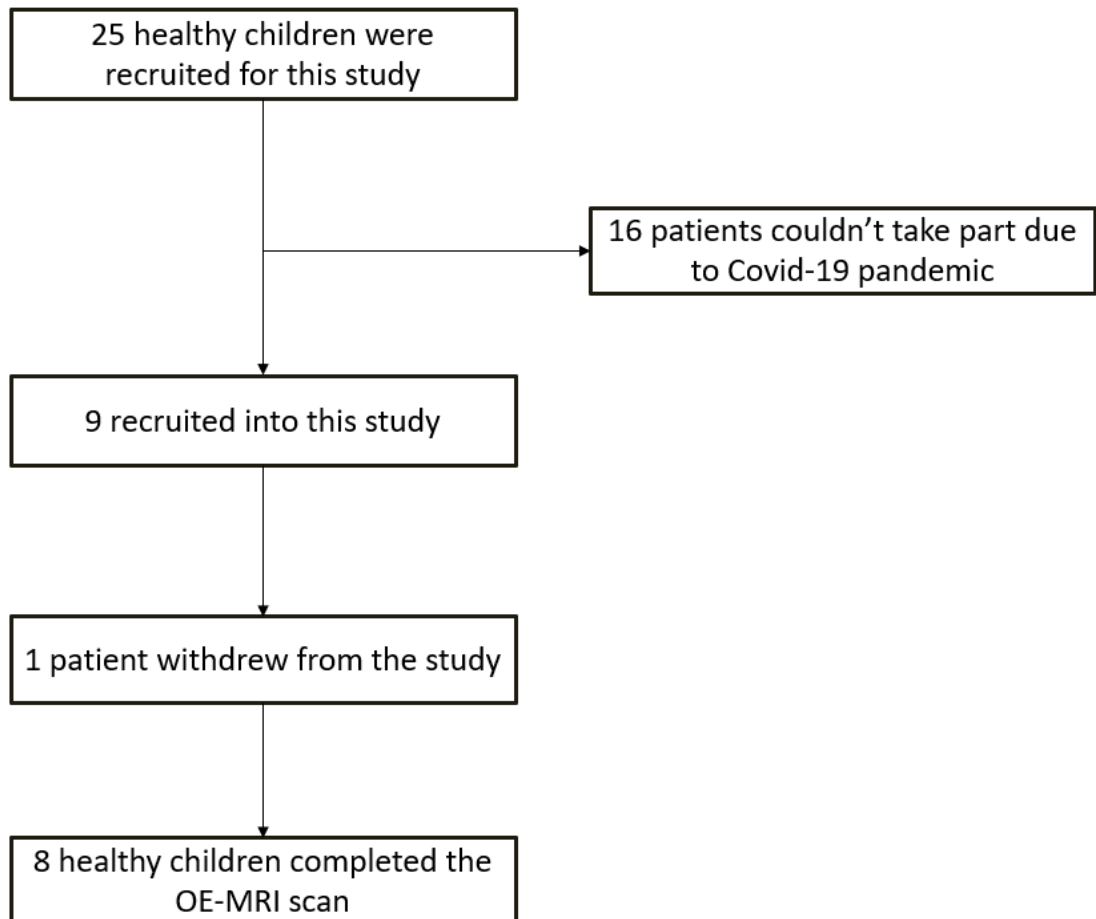 25 healthy children were
recruited for this study
16 patients couldn’t take part due
to Covid-19 pandemic
9 recruited into this study
1 patient withdrew from the study
8 healthy children completed the
OE-MRI scan